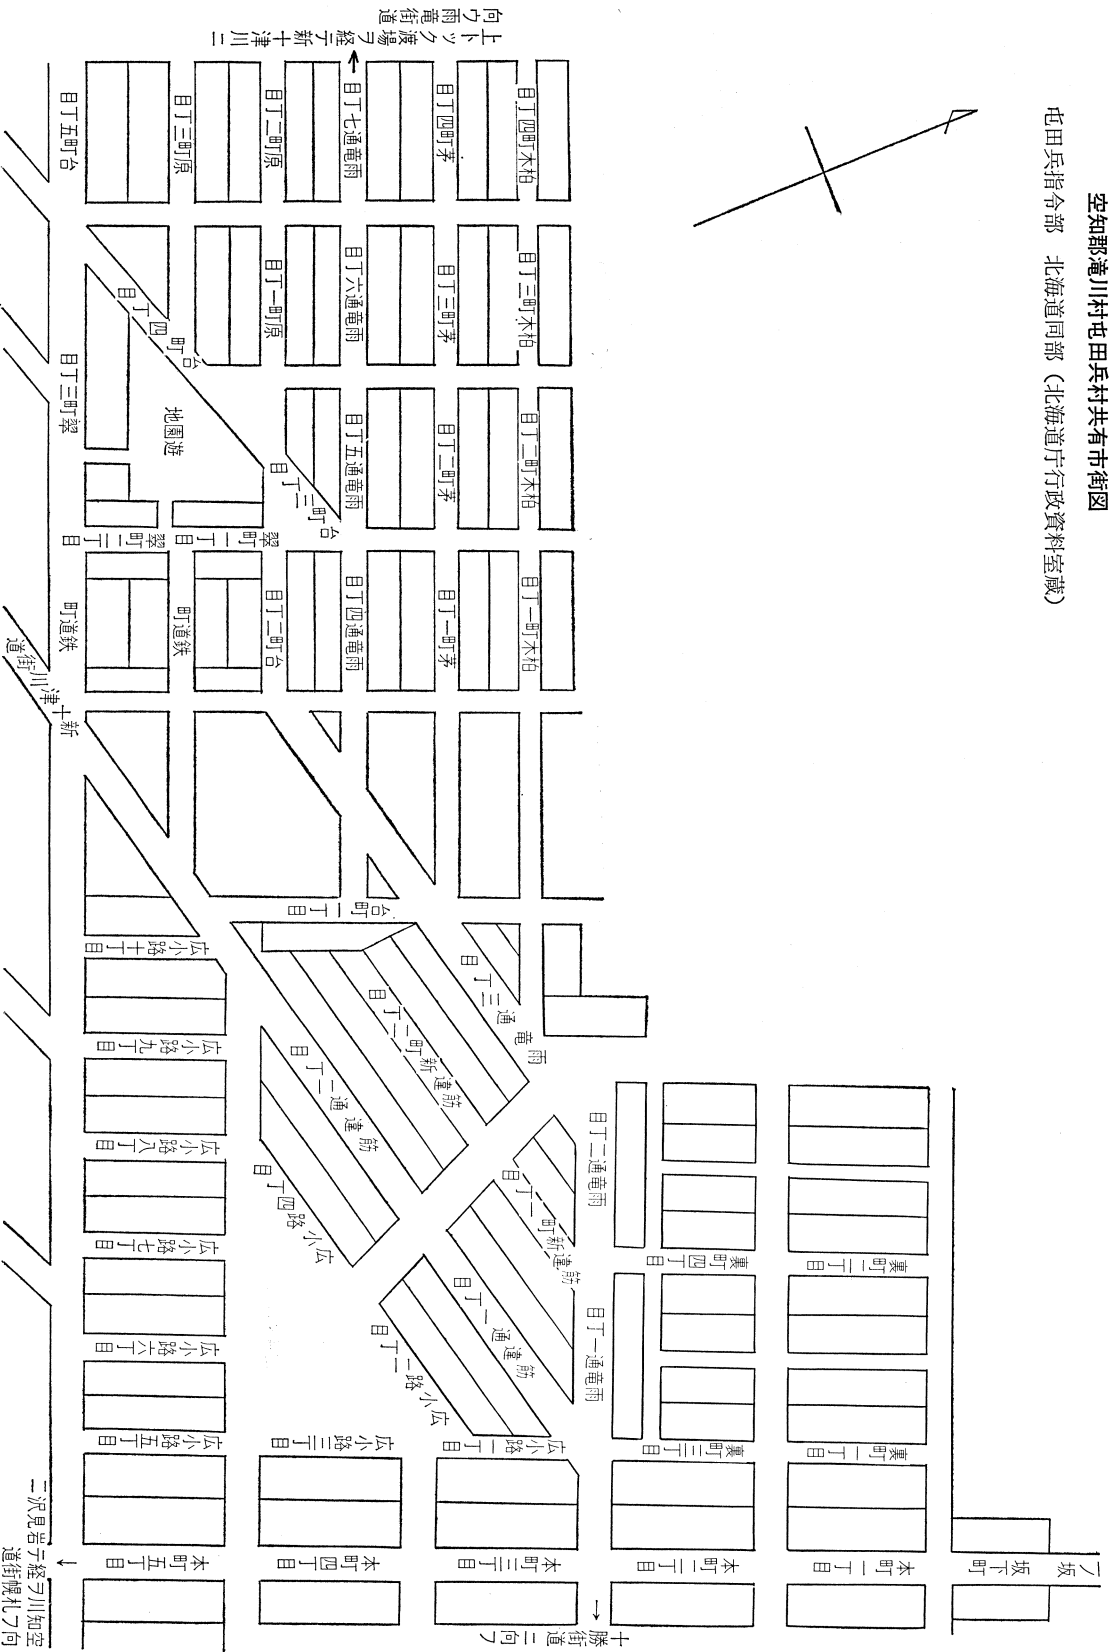 空知郡滝川村屯田兵村共有市街図
屯田兵指令部　北海道同部（北海道庁行政資料室蔵）
上トック渡場ヲ経テ新十津川ニ
向ウ雨竜街道
柏木町四丁目
茅町四丁目
雨竜通七丁目
原町二丁目
原町三丁目
台町五丁目
柏木町三丁目
茅町三丁目
雨竜通六丁目
原町一丁目
台町四丁目
柏木町二丁目
茅町二丁目
雨竜通五丁目
台町三丁目
遊園地
翠町三丁目
翠町一丁目
翠町二丁目
柏木町一丁目
茅町一丁目
雨竜通四丁目
台町二丁目
鉄道町
鉄道町
新十津川街道
台町一丁目
雨竜通三丁目
筋違新町二丁目
筋違通二丁目
広小路四丁目
広小路十丁目
広小路九丁目
広小路八丁目
広小路七丁目
広小路六丁目
広小路五丁目
雨竜通二丁目
筋違新町一丁目
筋違通一丁目
広小路二丁目
雨竜通一丁目
裏町二丁目
裏町四丁目
裏町一丁目
裏町三丁目
広小路一丁目
広小路三丁目
坂下町
本町一丁目
本町二丁目
本町三丁目
本町四丁目
本町五丁目
十勝街道ニ向フ
空知川ヲ経テ岩見沢ニ
向フ札幌街道